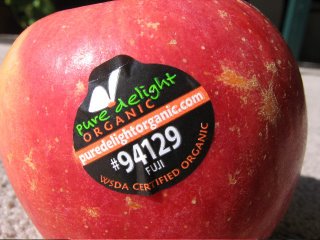 pure delight
ORGANIC
puredelightorganic.com
#94129
FUJI
WSDA CERTIFIED ORGANIC